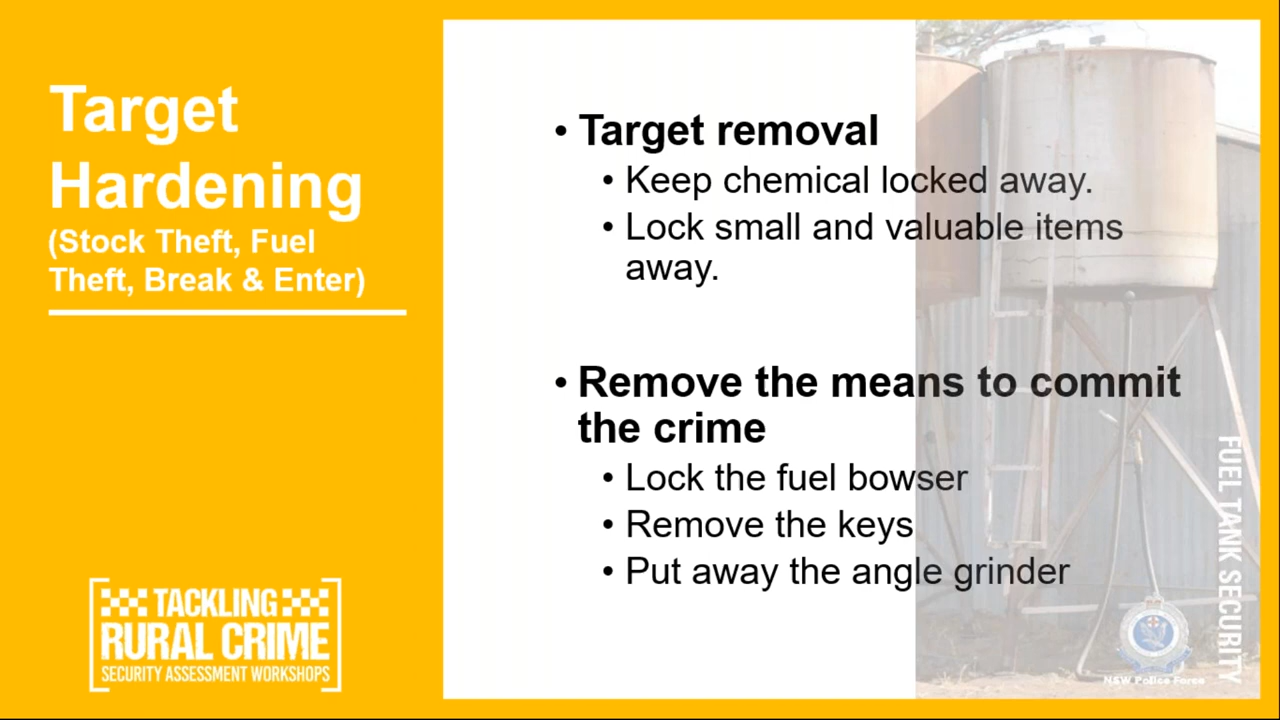 Target
Hardening
(Stock Theft, Fuel
Theft, Break & Enter)
TACKLING
RURAL CRIME
SECURITY ASSESSMENT WORKSHOPS
• Target removal
• Keep chemical locked away.
• Lock small and valuable items
away.
• Remove the means to commit
the crime
• Lock the fuel bowser
• Remove the keys
• Put away the angle grinder
FUEL TANK SECURITY
NSW Police Force